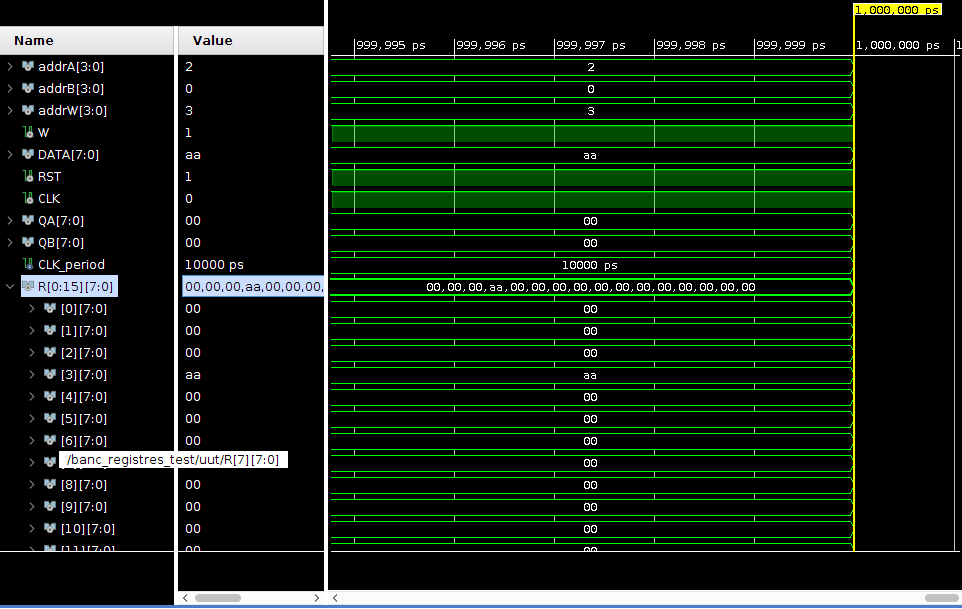 1,000,000 ps
Name Value 999,995 ps 999,996 ps 999,997 ps 999,998 ps 999,999 ps 1,000,000 ps
addrA[3:0] 2 2
addrB[3:0] 0 0
addrW[3:0] 3 3
W 1
DATA[7:0] aa aa
RST 1
CLK 0
QA[7:0] 00 00
QB[7:0] 00 00
CLK_period 10000 ps 10000 ps
R[0:15][7:0] 00,00,00,aa,00,00,00, 00,00,00,aa,00,00,00,00,00,00,00,00,00,00,00,00
[0][7:0] 00 00
[1][7:0] 00 00
[2][7:0] 00 00
[3][7:0] aa aa
[4][7:0] 00 00
[5][7:0] 00 00
[6][7:0] 00 00
/banc_registres_test/uut/R[7][7:0] 00
[8][7:0] 00 00
[9][7:0] 00 00
[10][7:0] 00 00
[11][7:0] 00 00